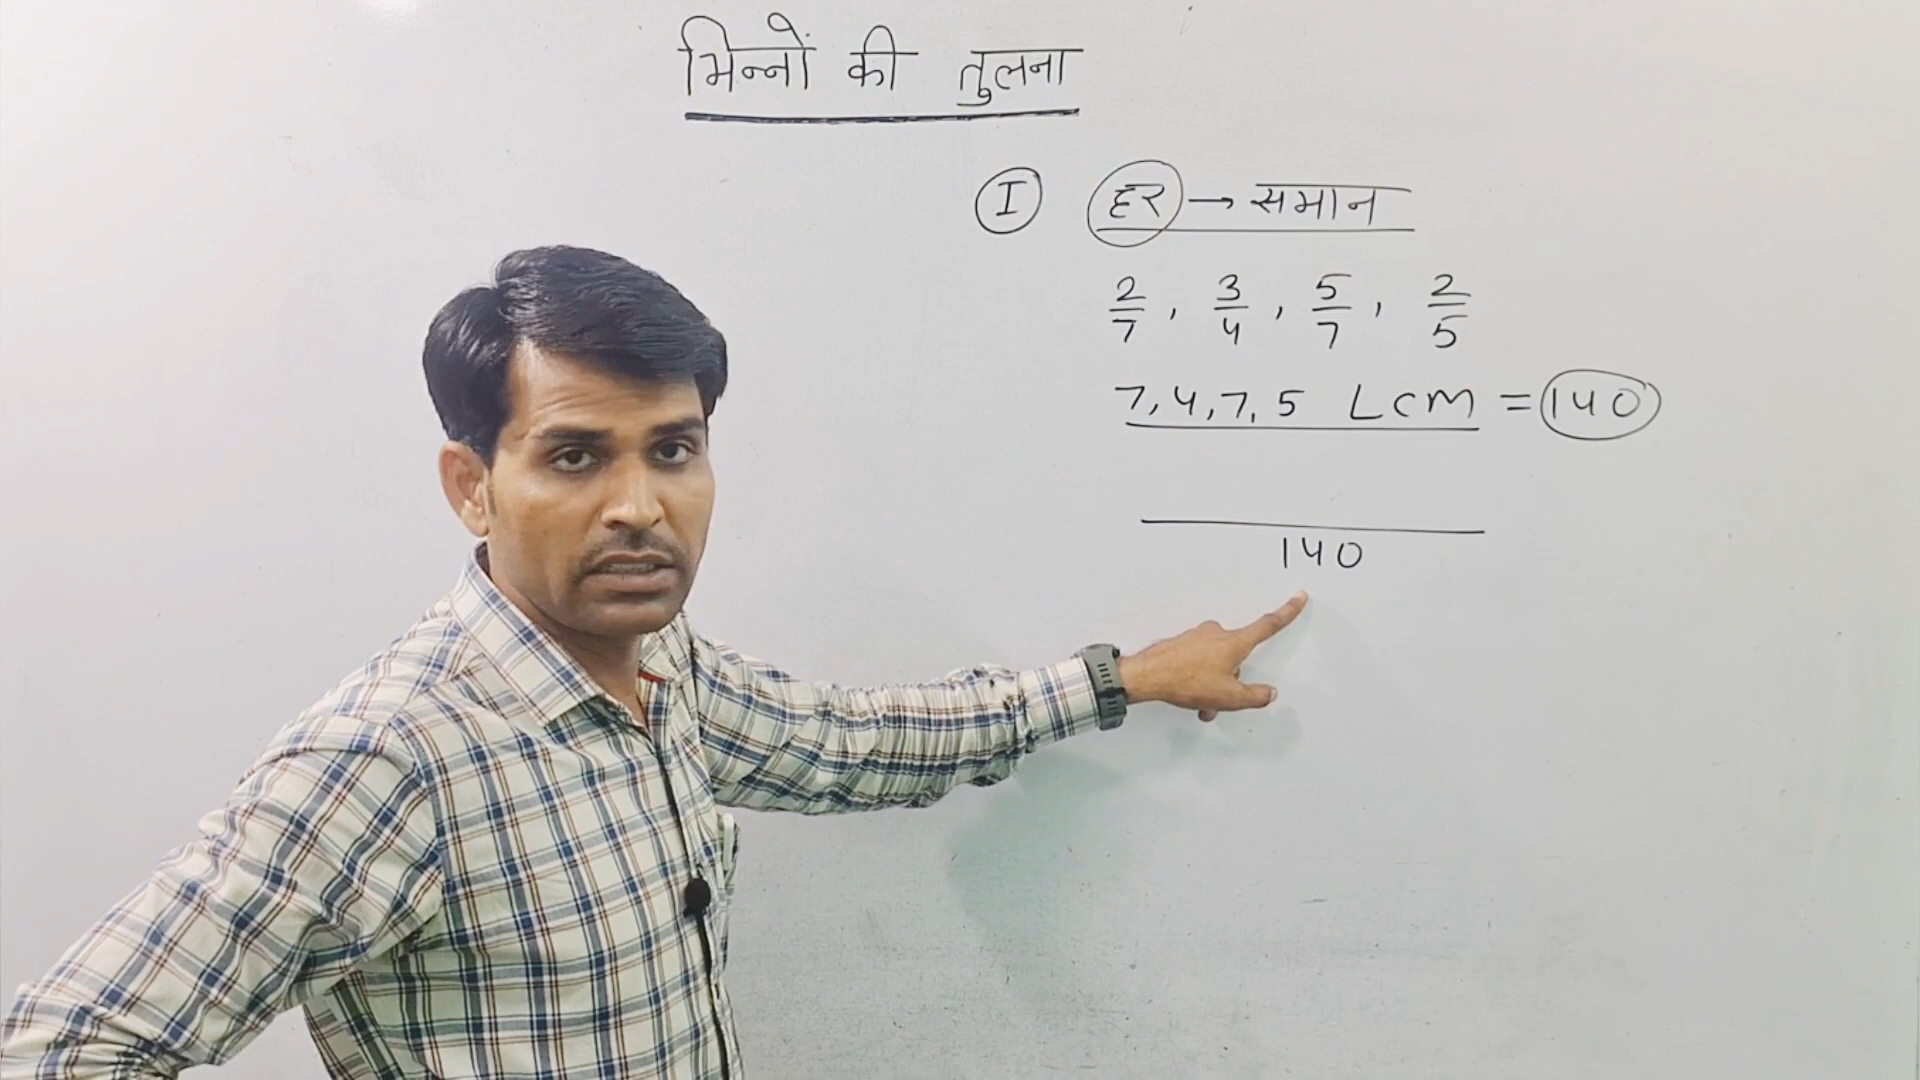 भिन्नों की तुलना
I हर → समान
2/7, 3/4, 5/7, 2/5
7,4,7,5 LCM = 140
140